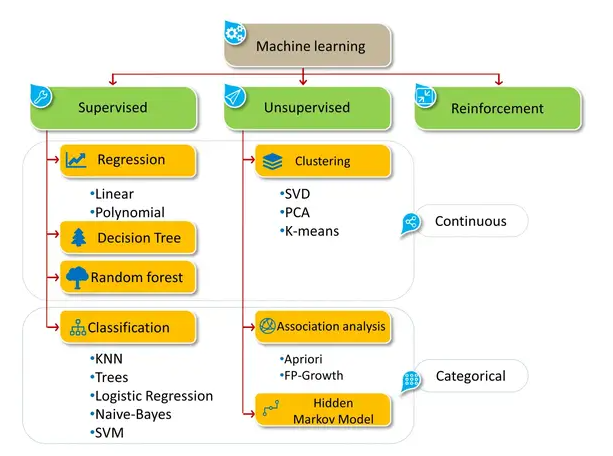 Machine learning
Supervised
Unsupervised
Reinforcement
Regression
•Linear
•Polynomial
Decision Tree
Random forest
Clustering
•SVD
•PCA
•K-means
Continuous
Classification
•KNN
•Trees
•Logistic Regression
•Naive-Bayes
•SVM
Association analysis
•Apriori
•FP-Growth
Hidden
Markov Model
Categorical